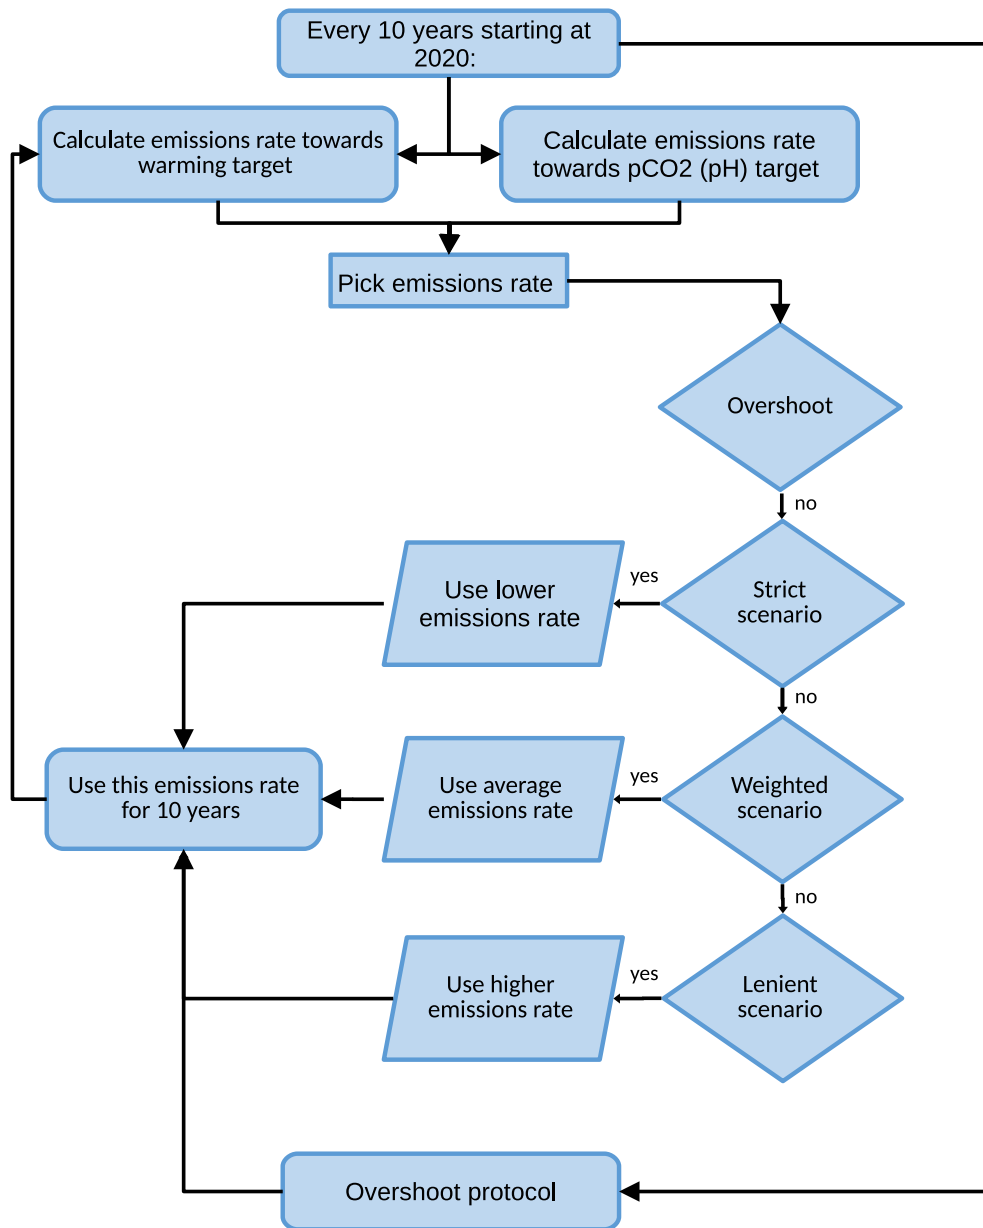 Every 10 years starting at
2020:
Calculate emissions rate towards
warming target
Calculate emissions rate
towards pCO2 (pH) target
Pick emissions rate
Overshoot
no
Use lower
emissions rate
yes
Strict
scenario
no
Use this emissions rate
for 10 years
Use average
emissions rate
yes
Weighted
scenario
no
Use higher
emissions rate
yes
Lenient
scenario
Overshoot protocol